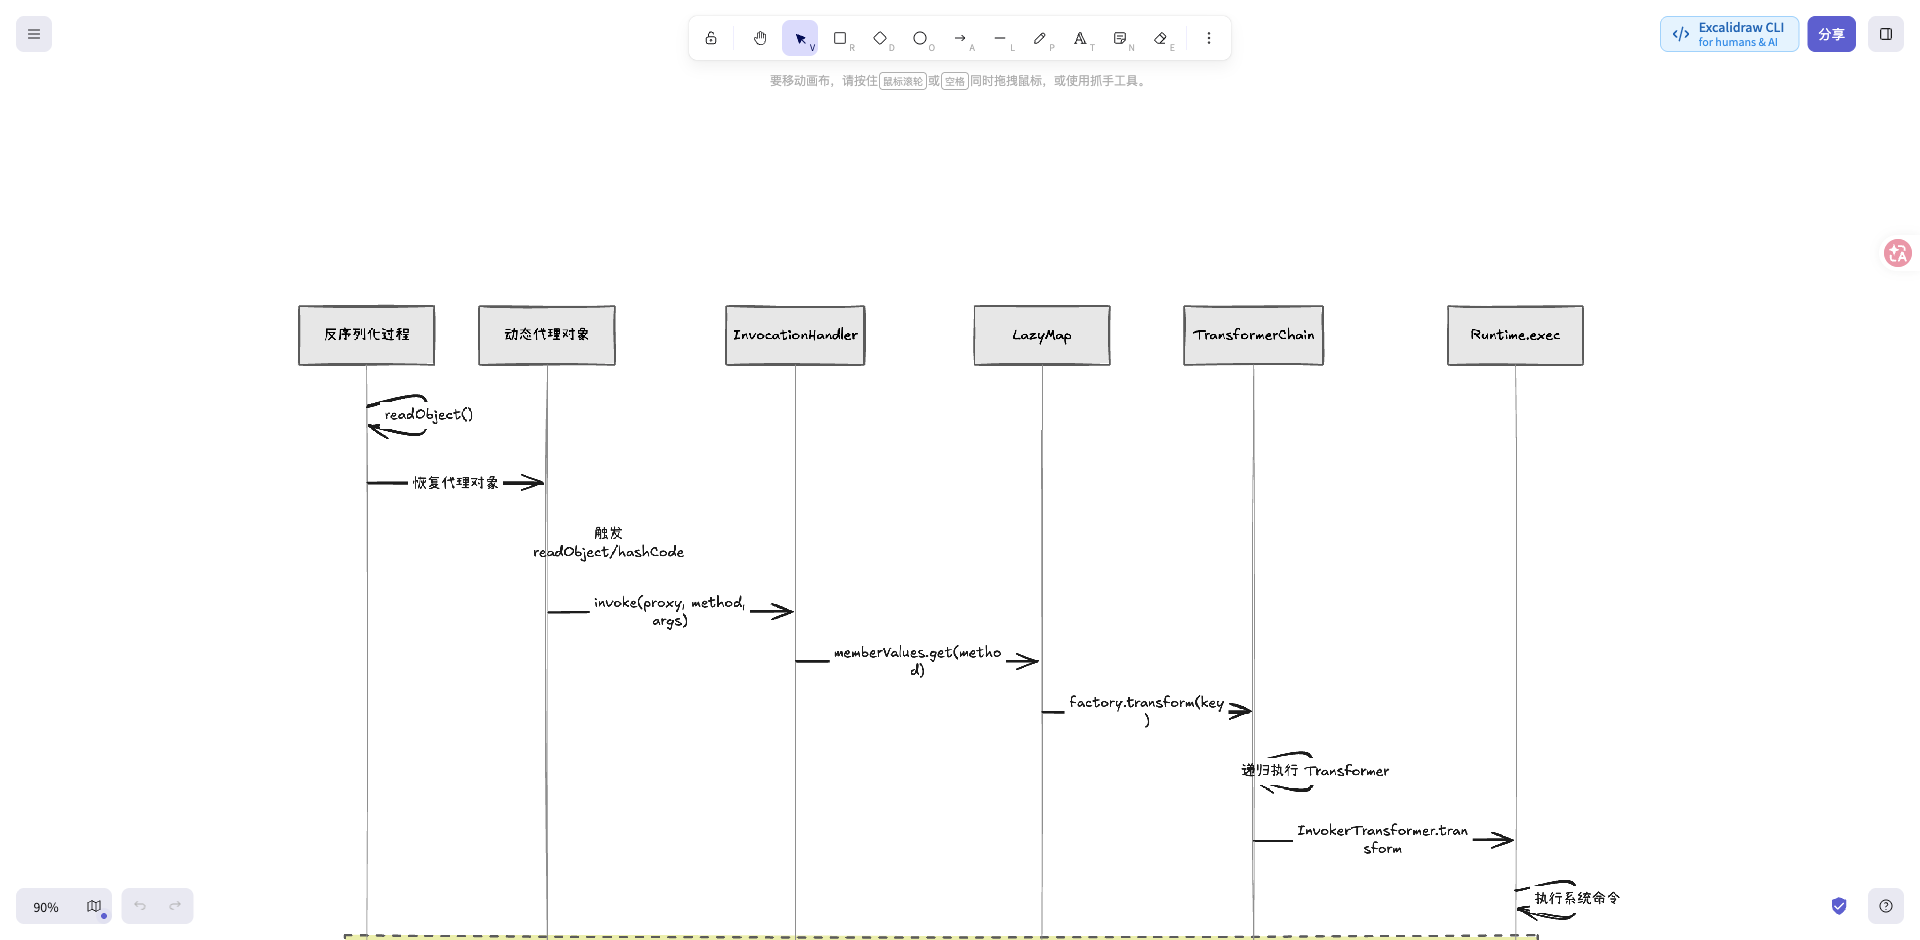 V
R
D
O
A
L
P
T
N
E
Excalidraw CLI
for humans & AI
分享
要移动画布，请按住 鼠标滚轮 或 空格 同时拖拽鼠标，或使用抓手工具。
反序列化过程
动态代理对象
InvocationHandler
LazyMap
TransformerChain
Runtime.exec
readObject()
恢复代理对象
触发
readObject/hashCode
invoke(proxy, method,
args)
memberValues.get(metho
d)
factory.transform(key
)
递归执行 Transformer
InvokerTransformer.tran
sform
执行系统命令
90%